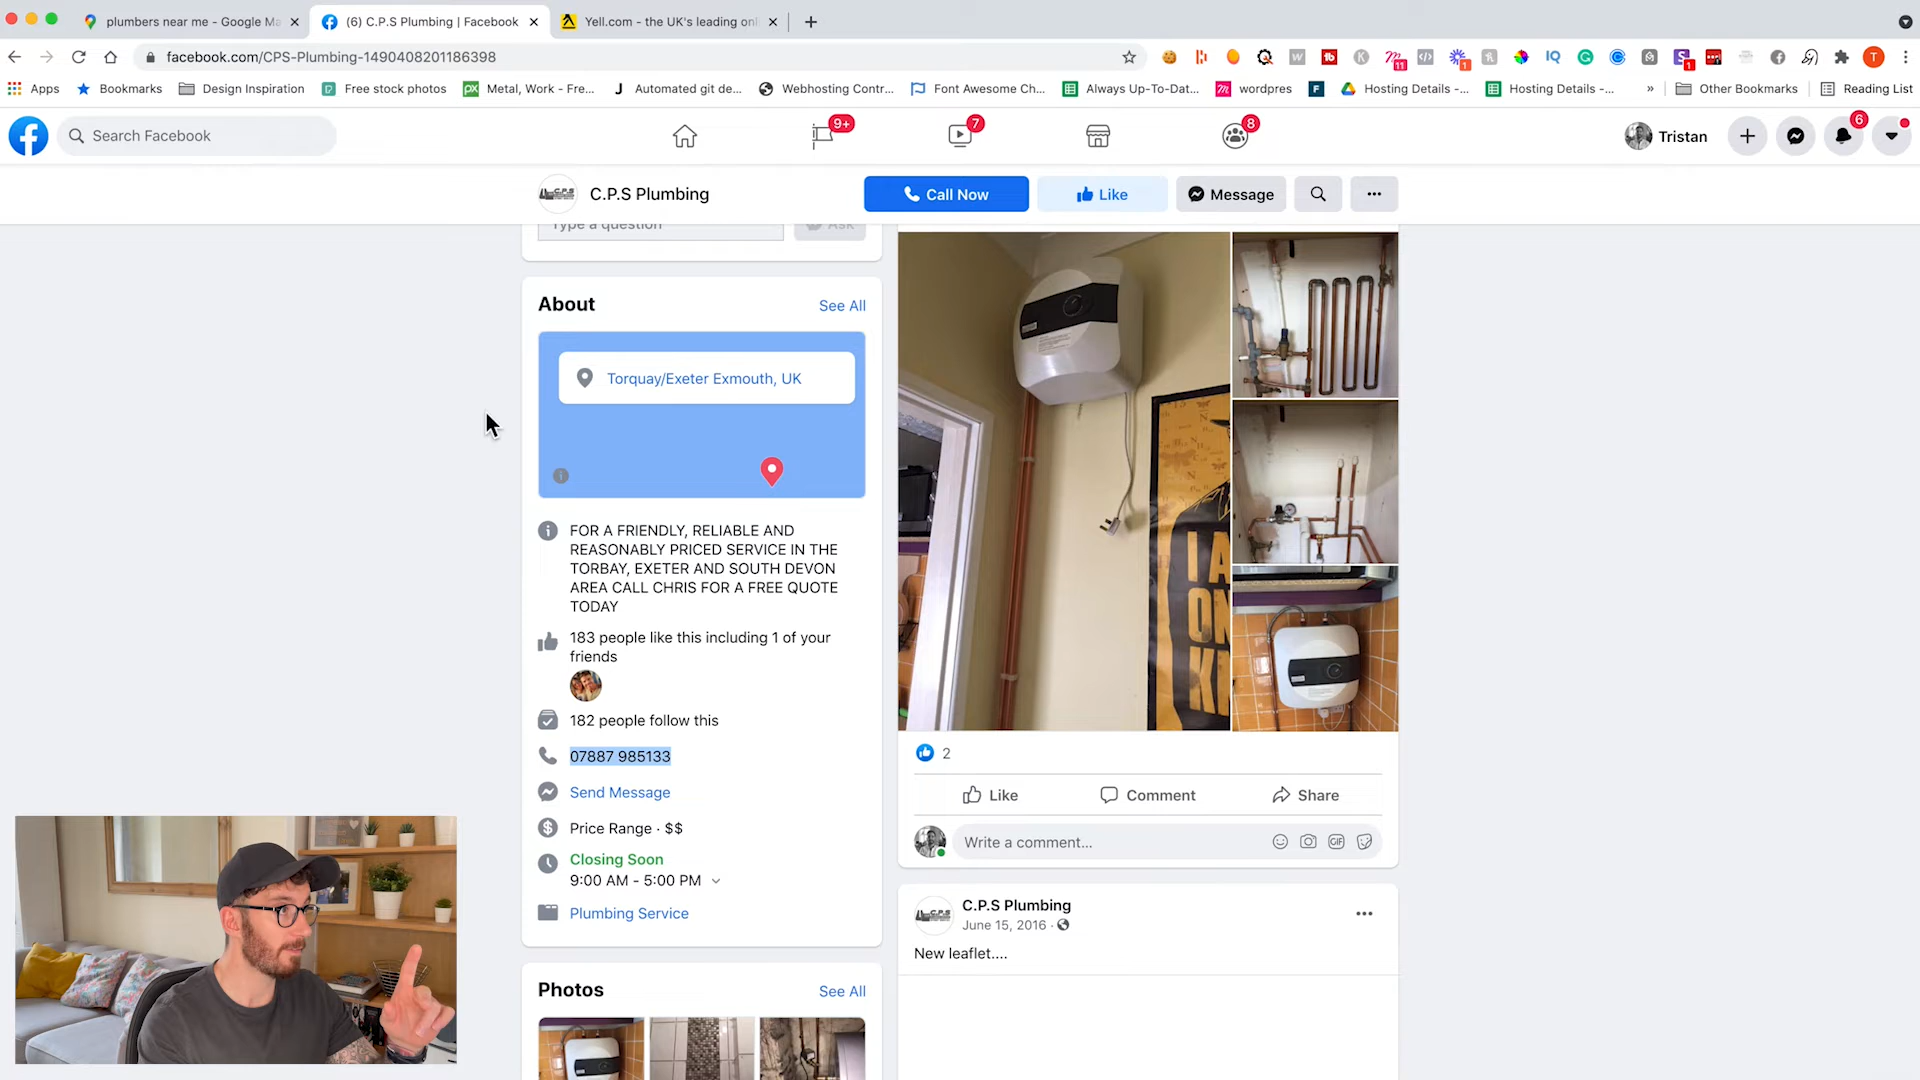 plumbers near me - Google Ma
(6) C.P.S Plumbing | Facebook
Yell.com - the UK's leading onl
facebook.com/CPS-Plumbing-1490408201186398
Apps
Bookmarks
Design Inspiration
Free stock photos
Metal, Work - Fre...
Automated git de...
Webhosting Contr...
Font Awesome Ch...
Always Up-To-Dat...
wordpres
Hosting Details -...
Hosting Details -...
Other Bookmarks
Reading List
Search Facebook
9+
7
8
Tristan
6
C.P.S Plumbing
Call Now
Like
Message
Type a question
Ask
About
See All
Torquay/Exeter Exmouth, UK
FOR A FRIENDLY, RELIABLE AND
REASONABLY PRICED SERVICE IN THE
TORBAY, EXETER AND SOUTH DEVON
AREA CALL CHRIS FOR A FREE QUOTE
TODAY
183 people like this including 1 of your
friends
182 people follow this
07887 985133
Send Message
Price Range · $$
Closing Soon
9:00 AM - 5:00 PM
Plumbing Service
Photos
See All
2
Like
Comment
Share
Write a comment...
GIF
C.P.S Plumbing
June 15, 2016
New leaflet....